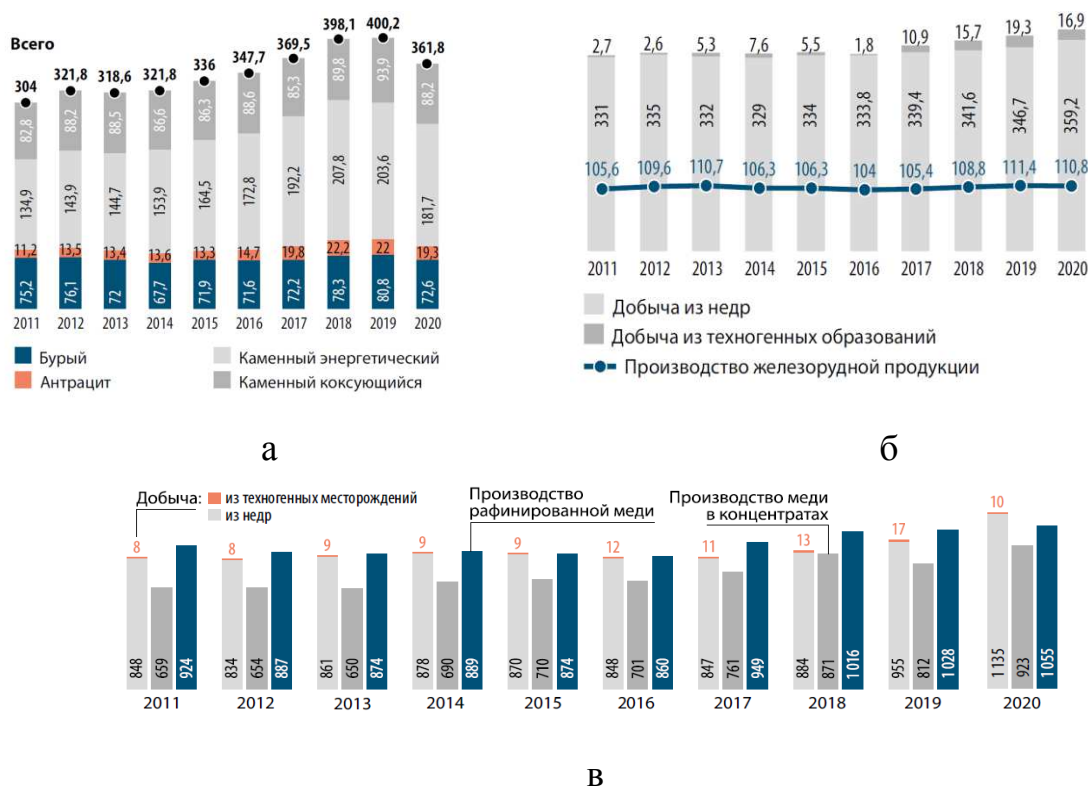 Всего
304 321,8 318,6 321,8 336 347,7 369,5 398,1 400,2 361,8
82,8 88,2 88,5 86,6 86,3 88,6 85,3 89,8 93,9 88,2
134,9 143,9 144,7 153,9 164,5 172,8 192,2 207,8 203,6 181,7
11,2 13,5 13,4 13,6 13,3 14,7 19,8 22,2 22 19,3
75,2 76,1 72 67,7 71,9 71,6 72,2 78,3 80,8 72,6
2011 2012 2013 2014 2015 2016 2017 2018 2019 2020
Бурый
Антрацит
Каменный энергетический
Каменный коксующийся
а
2,7 2,6 5,3 7,6 5,5 1,8 10,9 15,7 19,3 16,9
331 335 332 329 334 333,8 339,4 341,6 346,7 359,2
105,6 109,6 110,7 106,3 106,3 104 105,4 108,8 111,4 110,8
2011 2012 2013 2014 2015 2016 2017 2018 2019 2020
Добыча из недр
Добыча из техногенных образований
Производство железорудной продукции
б
Добыча:
из техногенных месторождений
из недр
Производство
рафинированной меди
Производство меди
в концентратах
8 8 9 9 9 12 11 13 17 10
848 659 924 834 654 887 861 650 874 878 690 889 870 710 874 848 701 860 847 761 949 884 871 1016 955 812 1028 1135 923 1055
2011 2012 2013 2014 2015 2016 2017 2018 2019 2020
в